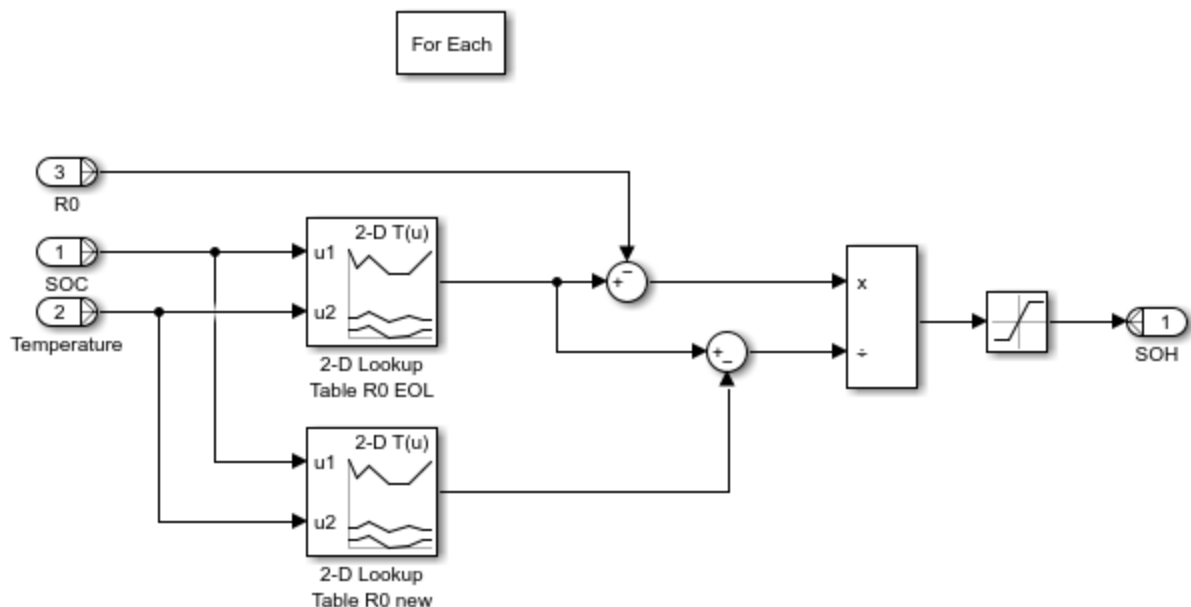 For Each
3
R0
1
SOC
2
Temperature
2-D T(u)
u1
u2
2-D Lookup
Table R0 EOL
2-D T(u)
u1
u2
2-D Lookup
Table R0 new
−
+
+
−
x
÷
1
SOH